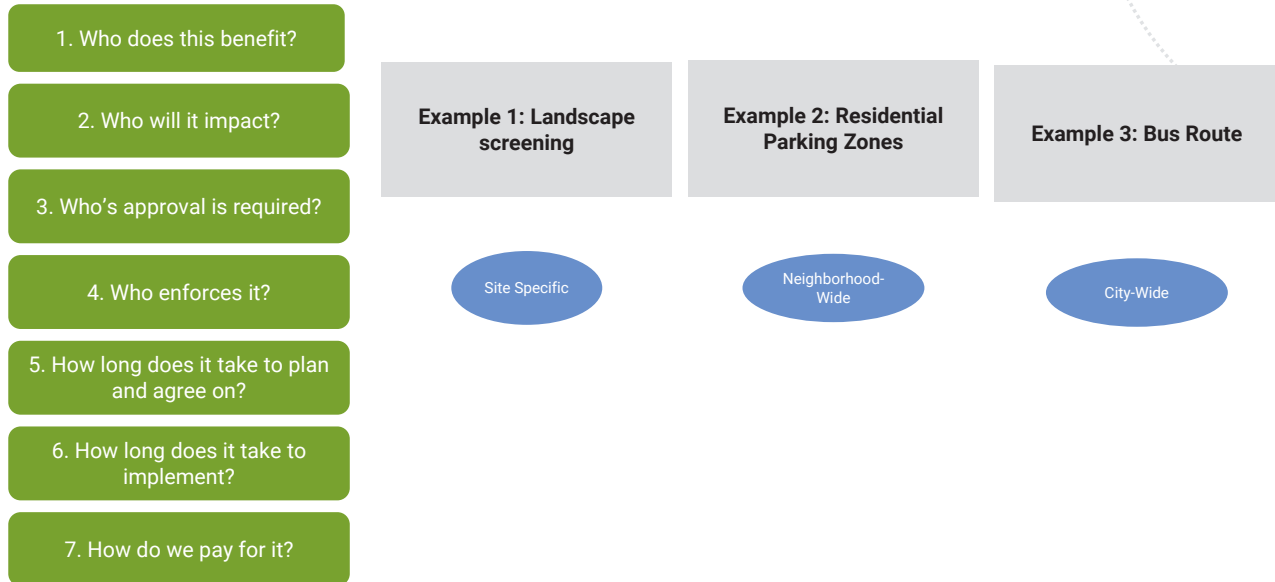 1. Who does this benefit?
2. Who will it impact?
3. Who's approval is required?
4. Who enforces it?
5. How long does it take to plan
and agree on?
6. How long does it take to
implement?
7. How do we pay for it?
Example 1: Landscape
screening
Example 2: Residential
Parking Zones
Example 3: Bus Route
Site Specific
Neighborhood-
Wide
City-Wide